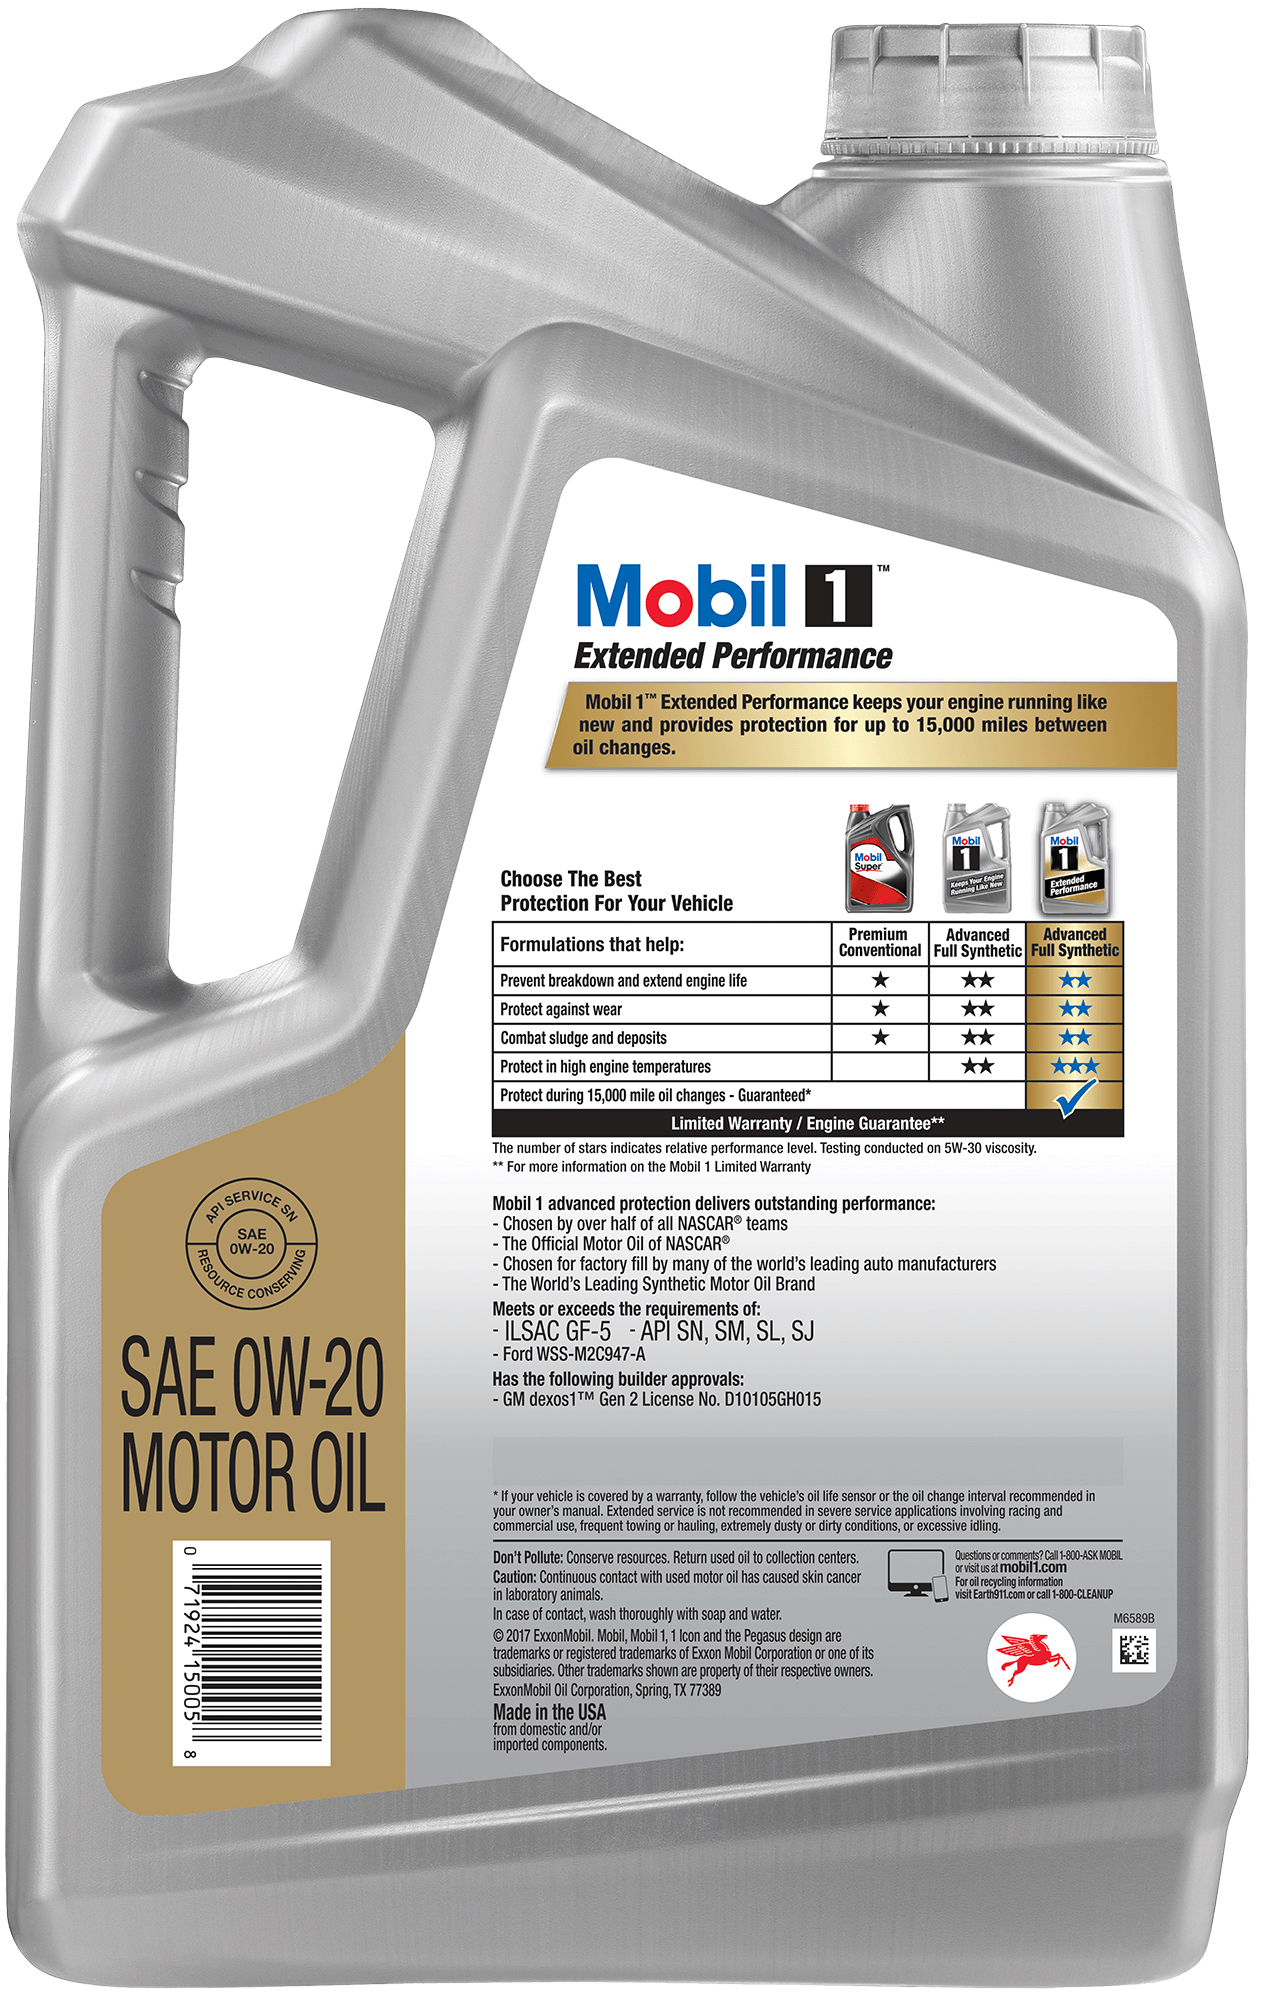 Mobil 1™
Extended Performance
Mobil 1™ Extended Performance keeps your engine running like
new and provides protection for up to 15,000 miles between
oil changes.
Mobil
Super
Mobil
1
Keeps Your Engine
Running Like New
Mobil
1
Extended
Performance
Choose The Best
Protection For Your Vehicle
Formulations that help:
Premium
Conventional
Advanced
Full Synthetic
Advanced
Full Synthetic
Prevent breakdown and extend engine life ★ ★★ ★★
Protect against wear ★ ★★ ★★
Combat sludge and deposits ★ ★★ ★★
Protect in high engine temperatures ★★ ★★★
Protect during 15,000 mile oil changes - Guaranteed* ✓
Limited Warranty / Engine Guarantee**
The number of stars indicates relative performance level. Testing conducted on 5W-30 viscosity.
** For more information on the Mobil 1 Limited Warranty
Mobil 1 advanced protection delivers outstanding performance:
- Chosen by over half of all NASCAR® teams
- The Official Motor Oil of NASCAR®
- Chosen for factory fill by many of the world's leading auto manufacturers
- The World's Leading Synthetic Motor Oil Brand
Meets or exceeds the requirements of:
- ILSAC GF-5 - API SN, SM, SL, SJ
- Ford WSS-M2C947-A
Has the following builder approvals:
- GM dexos1™ Gen 2 License No. D10105GH015
* If your vehicle is covered by a warranty, follow the vehicle's oil life sensor or the oil change interval recommended in
your owner's manual. Extended service is not recommended in severe service applications involving racing and
commercial use, frequent towing or hauling, extremely dusty or dirty conditions, or excessive idling.
Don't Pollute: Conserve resources. Return used oil to collection centers.
Caution: Continuous contact with used motor oil has caused skin cancer
in laboratory animals.
In case of contact, wash thoroughly with soap and water.
© 2017 ExxonMobil. Mobil, Mobil 1, 1 Icon and the Pegasus design are
trademarks or registered trademarks of Exxon Mobil Corporation or one of its
subsidiaries. Other trademarks shown are property of their respective owners.
ExxonMobil Oil Corporation, Spring, TX 77389
Made in the USA
from domestic and/or
imported components.
Questions or comments? Call 1-800-ASK MOBIL
or visit us at mobil1.com
For oil recycling information
visit Earth911.com or call 1-800-CLEANUP
M6589B
API SERVICE SN
SAE
0W-20
RESOURCE CONSERVING
SAE 0W-20
MOTOR OIL
0 71924 15005 8